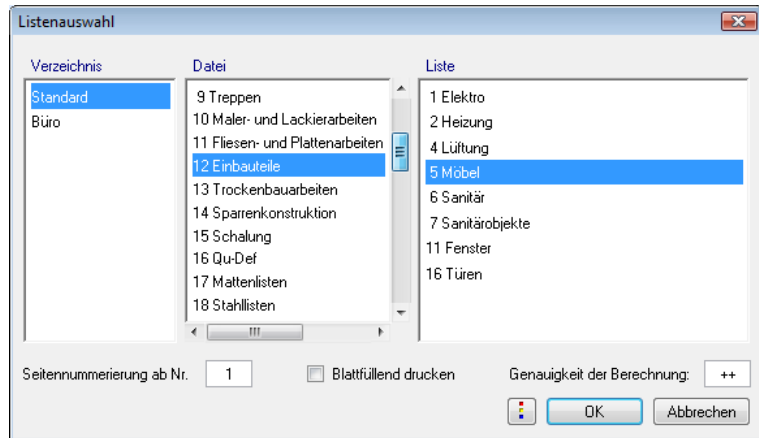 Listenauswahl
Verzeichnis
Standard
Büro
Datei
9 Treppen
10 Maler- und Lackierarbeiten
11 Fliesen- und Plattenarbeiten
12 Einbauteile
13 Trockenbauarbeiten
14 Sparrenkonstruktion
15 Schalung
16 Qu-Def
17 Mattenlisten
18 Stahllisten
Liste
1 Elektro
2 Heizung
4 Lüftung
5 Möbel
6 Sanitär
7 Sanitärobjekte
11 Fenster
16 Türen
Seitennummerierung ab Nr. 1
Blattfüllend drucken
Genauigkeit der Berechnung: ++
OK
Abbrechen